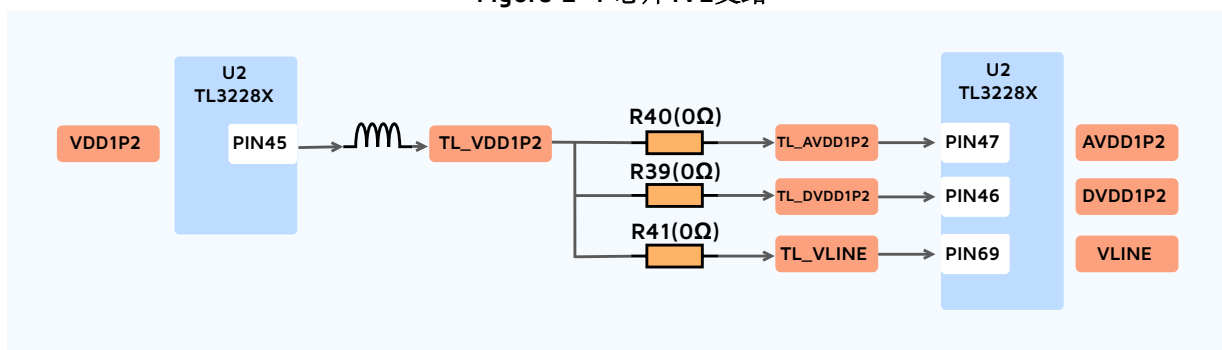 U2
TL3228X
VDD1P2
PIN45
TL_VDD1P2
R40(0Ω)
R39(0Ω)
R41(0Ω)
TL_AVDD1P2
TL_DVDD1P2
TL_VLINE
U2
TL3228X
PIN47
PIN46
PIN69
AVDD1P2
DVDD1P2
VLINE